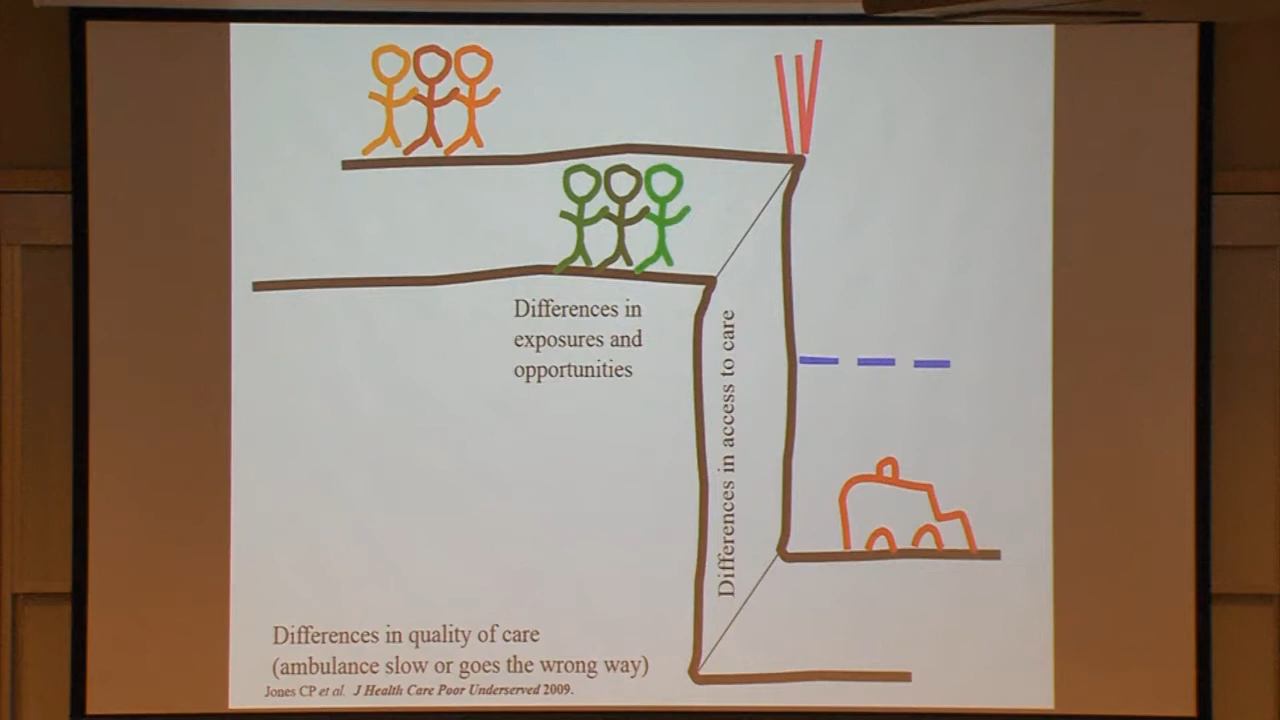 Differences in
exposures and
opportunities
Differences in access to care
Differences in quality of care
(ambulance slow or goes the wrong way)
Jones CP et al. J Health Care Poor Underserved 2009.